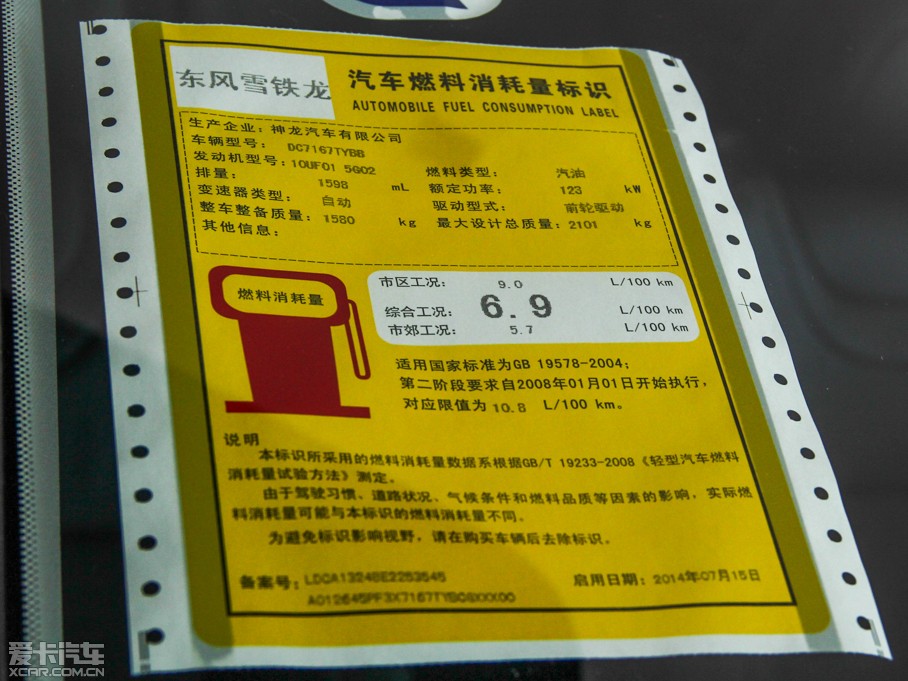 东风雪铁龙
汽车燃料消耗量标识
AUTOMOBILE FUEL CONSUMPTION LABEL
生产企业：神龙汽车有限公司
车辆型号： DC7167TYBB
发动机型号：10UF01 5G02 燃料类型： 汽油
排量： 1598 mL 额定功率： 123 kW
变速器类型： 自动 驱动型式： 前轮驱动
整车整备质量：1580 kg 最大设计总质量：2101 kg
其他信息：
燃料消耗量
市区工况： 9.0 L/100 km
综合工况： 6.9 L/100 km
市郊工况： 5.7 L/100 km
适用国家标准为GB 19578-2004；
第二阶段要求自2008年01月01日开始执行，
对应限值为 10.8 L/100 km。
说明
本标识所采用的燃料消耗量数据系根据GB/T 19233-2008《轻型汽车燃料
消耗量试验方法》测定。
由于驾驶习惯、道路状况、气候条件和燃料品质等因素的影响，实际燃
料消耗量可能与本标识的燃料消耗量不同。
为避免标识影响视野，请在购买车辆后去除标识。
备案号： 启用日期：2014年07月15日
爱卡汽车
XCAR.COM.CN